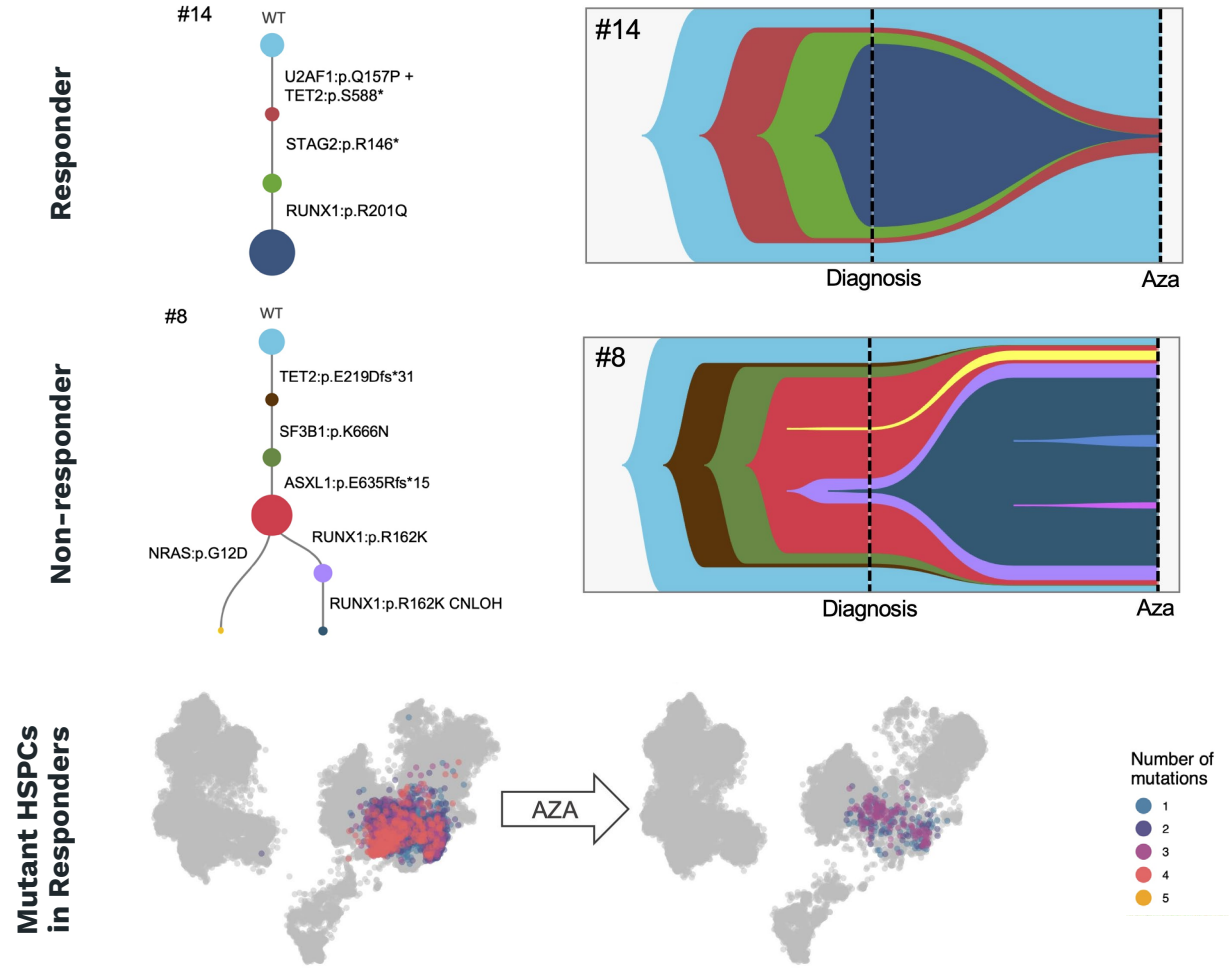 Responder
#14
WT
U2AF1:p.Q157P +
TET2:p.S588*
STAG2:p.R146*
RUNX1:p.R201Q
#14
Diagnosis
Aza
Non-responder
#8
WT
TET2:p.E219Dfs*31
SF3B1:p.K666N
ASXL1:p.E635Rfs*15
NRAS:p.G12D
RUNX1:p.R162K
RUNX1:p.R162K CNLOH
#8
Diagnosis
Aza
Mutant HSPCs
in Responders
AZA
Number of
mutations
1
2
3
4
5